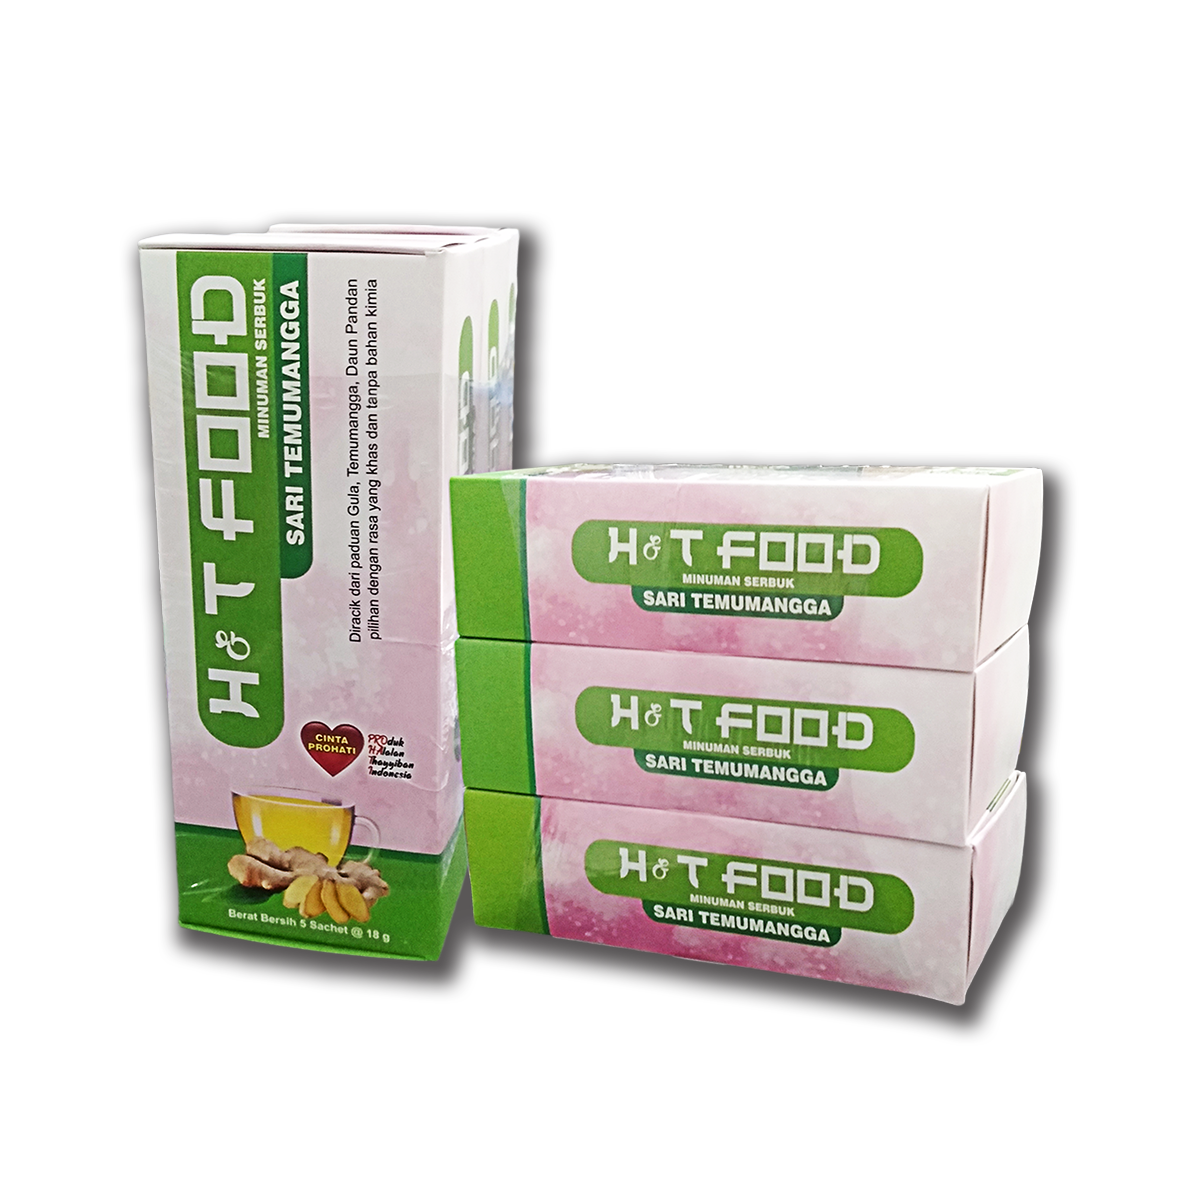 H&T FOOD
MINUMAN SERBUK
SARI TEMUMANGGA
Diracik dari paduan Gula, Temumangga, Daun Pandan
pilihan dengan rasa yang khas dan tanpa bahan kimia
CINTA
PROHATI
PROduk
HAlalan
Thayyiban
Indonesia
Berat Bersih 5 Sachet @ 18 g
H&T FOOD
MINUMAN SERBUK
SARI TEMUMANGGA
H&T FOOD
MINUMAN SERBUK
SARI TEMUMANGGA
H&T FOOD
MINUMAN SERBUK
SARI TEMUMANGGA